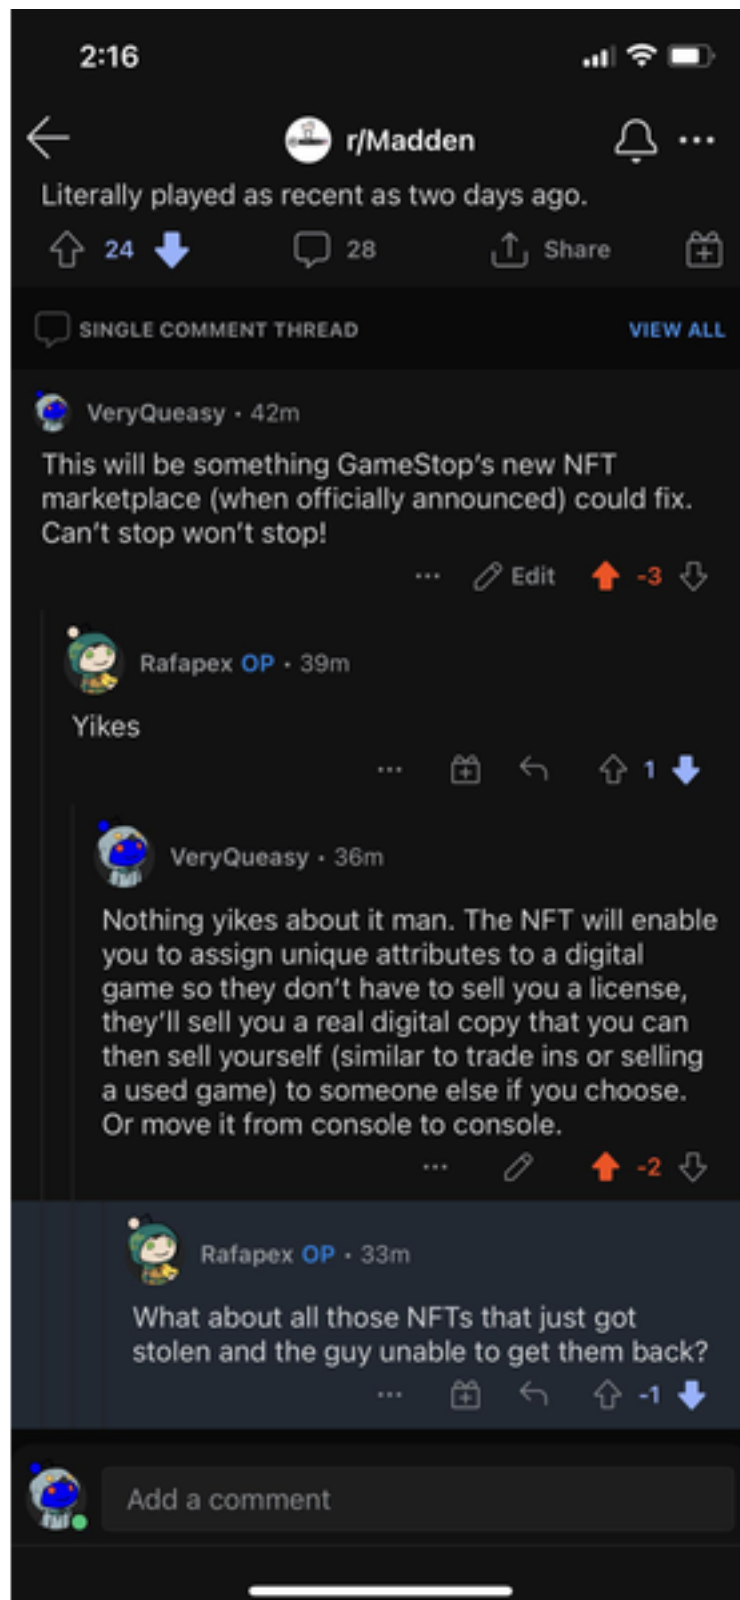 2:16
r/Madden
Literally played as recent as two days ago.
24 28 Share
SINGLE COMMENT THREAD VIEW ALL
VeryQueasy • 42m
This will be something GameStop's new NFT
marketplace (when officially announced) could fix.
Can't stop won't stop!
... Edit -3
Rafapex OP • 39m
Yikes
... 1
VeryQueasy • 36m
Nothing yikes about it man. The NFT will enable
you to assign unique attributes to a digital
game so they don't have to sell you a license,
they'll sell you a real digital copy that you can
then sell yourself (similar to trade ins or selling
a used game) to someone else if you choose.
Or move it from console to console.
... -2
Rafapex OP • 33m
What about all those NFTs that just got
stolen and the guy unable to get them back?
... -1
Add a comment